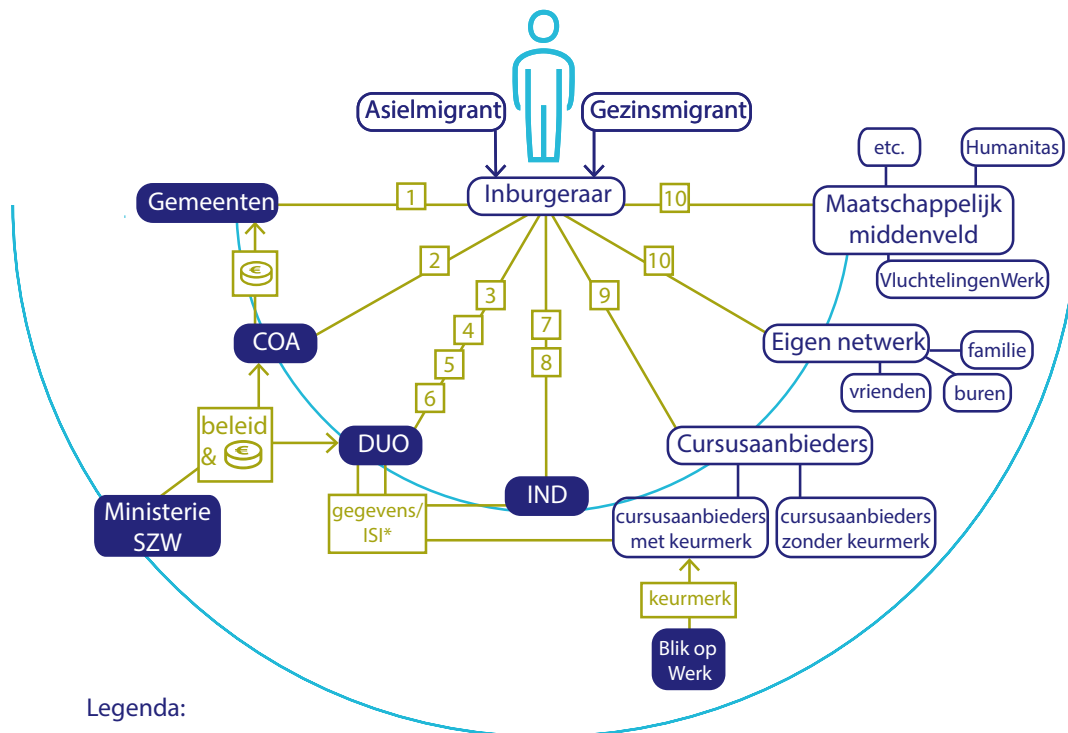 Asielmigrant
Gezinsmigrant
etc.
Humanitas
Inburgeraar
Gemeenten
1
10
Maatschappelijk
middenveld
2
10
VluchtelingenWerk
€
3
9
4
7
COA
Eigen netwerk
familie
5
8
6
vrienden
buren
beleid
& €
DUO
Cursusaanbieders
IND
gegevens/
ISI*
Ministerie
SZW
cursusaanbieders
met keurmerk
cursusaanbieders
zonder keurmerk
keurmerk
Blik op
Werk
Legenda: